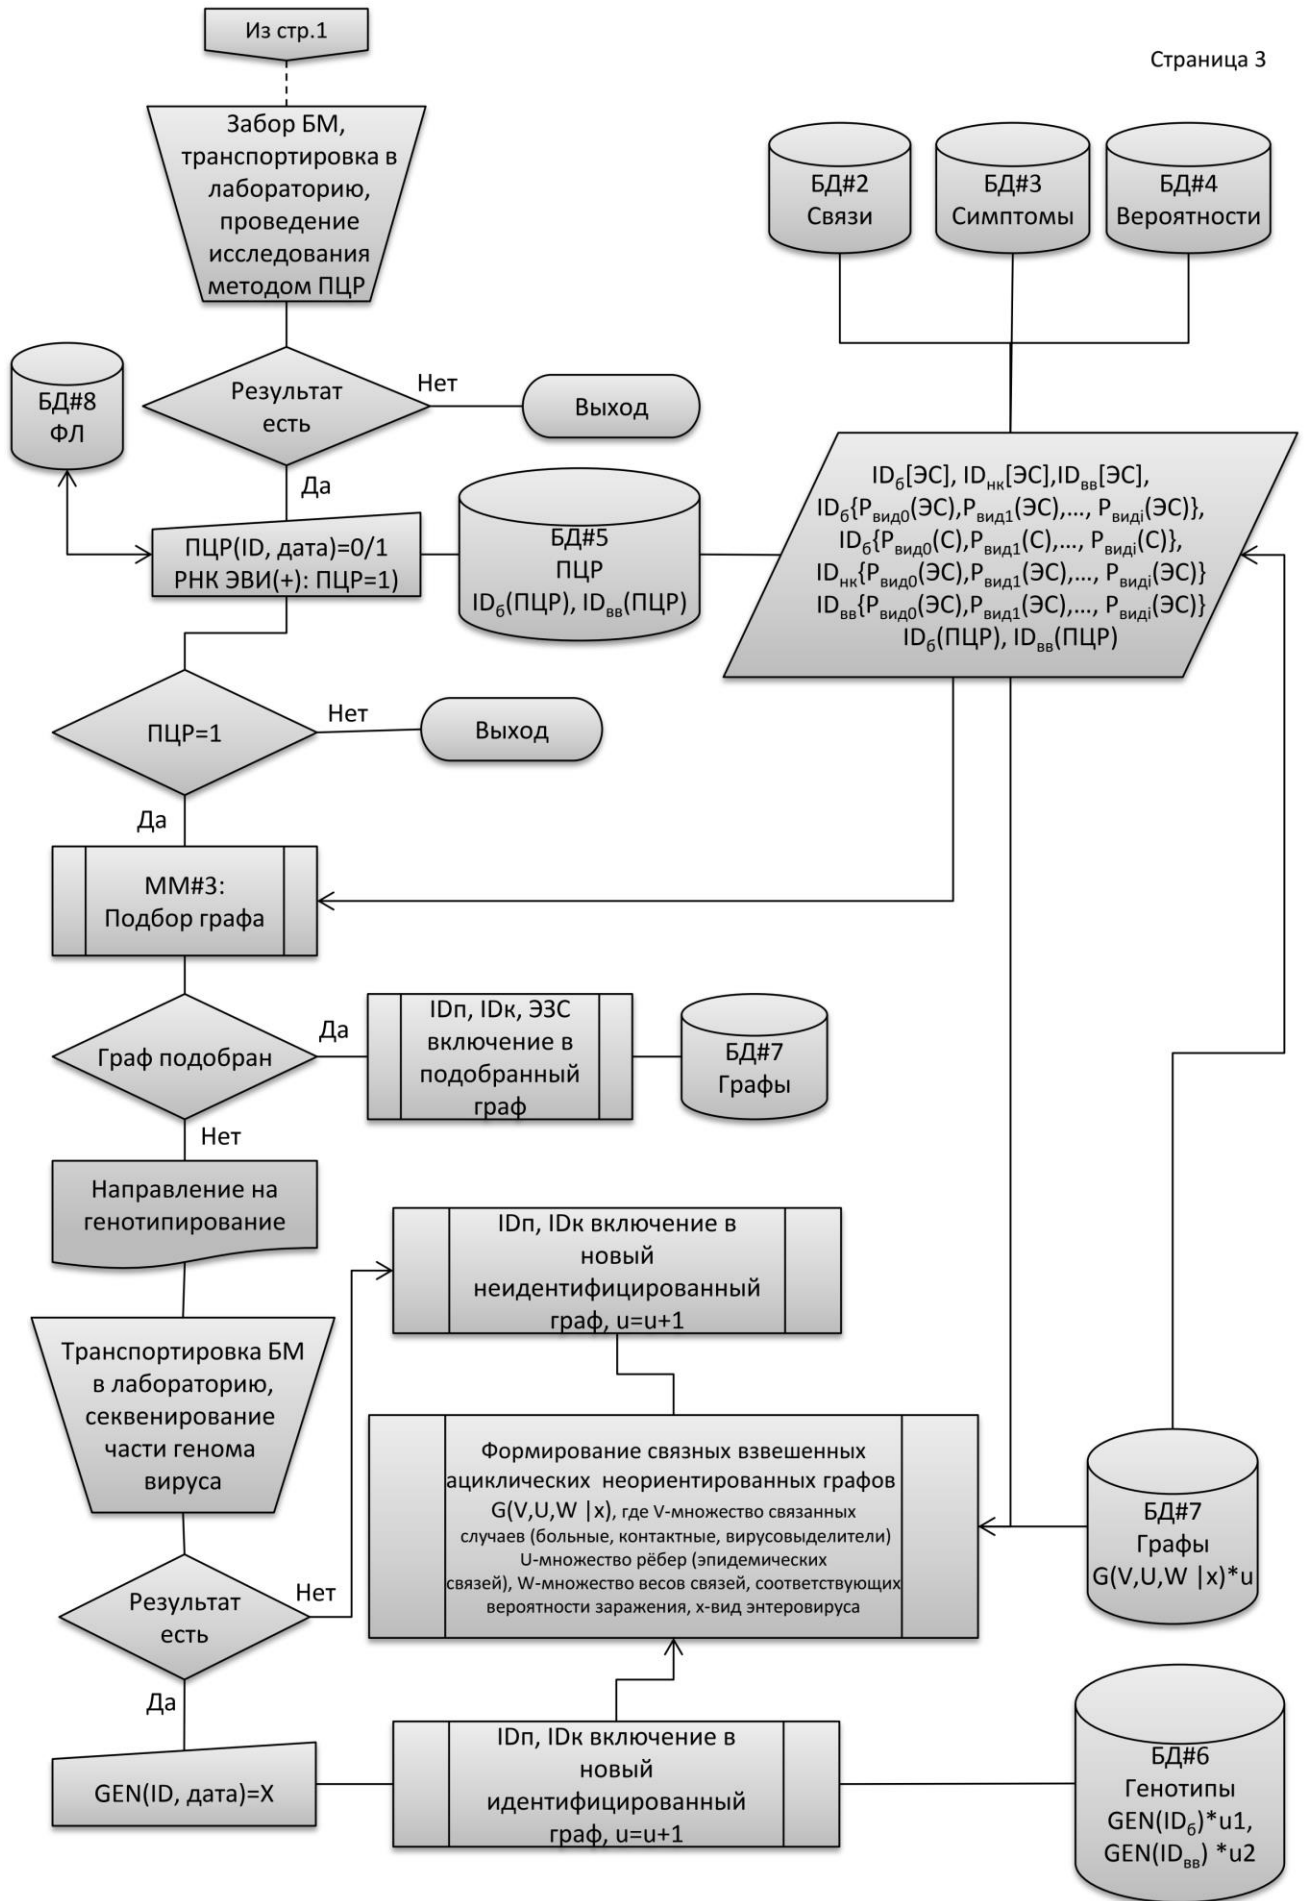 Из стр.1
Страница 3
Забор БМ,
транспортировка в
лабораторию,
проведение
исследования
методом ПЦР
БД#2
Связи
БД#3
Симптомы
БД#4
Вероятности
БД#8
ФЛ
Результат
есть
Нет
Выход
Да
ПЦР(ID, дата)=0/1
РНК ЭВИ(+): ПЦР=1)
БД#5
ПЦР
IDб(ПЦР), IDвв(ПЦР)
IDб[ЭС], IDнк[ЭС],IDвв[ЭС],
IDб{Pвид0(ЭС),Pвид1(ЭС),..., Pвидi(ЭС)},
IDб{Pвид0(С),Pвид1(С),..., Pвидi(С)},
IDнк{Pвид0(ЭС),Pвид1(ЭС),..., Pвидi(ЭС)}
IDвв{Pвид0(ЭС),Pвид1(ЭС),..., Pвидi(ЭС)}
IDб(ПЦР), IDвв(ПЦР)
ПЦР=1
Нет
Выход
Да
ММ#3:
Подбор графа
Граф подобран
Да
IDп, IDк, ЭЗС
включение в
подобранный
граф
БД#7
Графы
Нет
Направление на
генотипирование
IDп, IDк включение в
новый
неидентифицированный
граф, u=u+1
Транспортировка БМ
в лабораторию,
секвенирование
части генома
вируса
Формирование связных взвешенных
ациклических неориентированных графов
G(V,U,W |x), где V-множество связанных
случаев (больные, контактные, вирусовыделители)
U-множество рёбер (эпидемических
связей), W-множество весов связей, соответствующих
вероятности заражения, x-вид энтеровируса
БД#7
Графы
G(V,U,W |x)*u
Результат
есть
Нет
Да
GEN(ID, дата)=X
IDп, IDк включение в
новый
идентифицированный
граф, u=u+1
БД#6
Генотипы
GEN(IDб)*u1,
GEN(IDвв) *u2